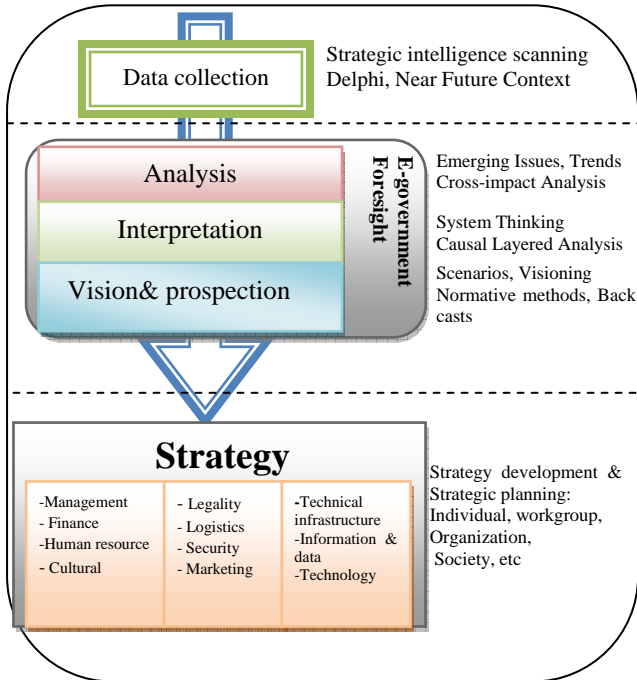 Data collection
Strategic intelligence scanning
Delphi, Near Future Context
Analysis
Interpretation
Vision& prospection
E-government
Foresight
Emerging Issues, Trends
Cross-impact Analysis
System Thinking
Causal Layered Analysis
Scenarios, Visioning
Normative methods, Back
casts
Strategy
-Management
- Finance
-Human resource
- Cultural
- Legality
- Logistics
- Security
- Marketing
-Technical
infrastructure
-Information &
data
-Technology
Strategy development &
Strategic planning:
Individual, workgroup,
Organization,
Society, etc